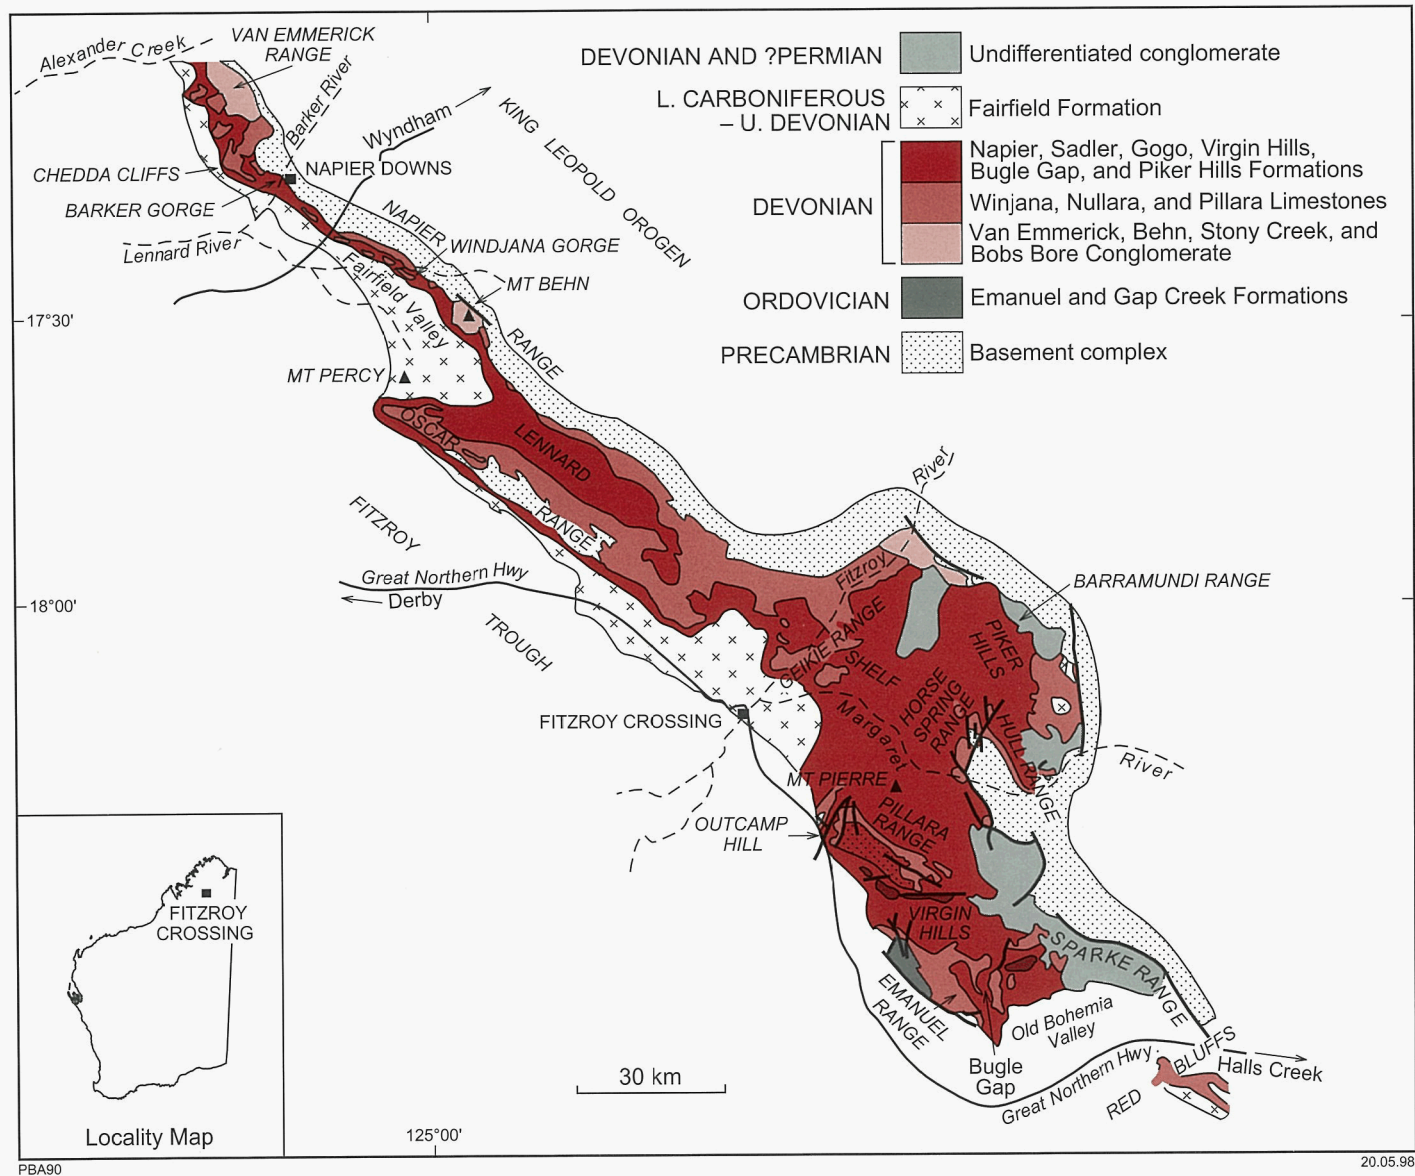 Alexander Creek
VAN EMMERICK
RANGE
Barker River
Wyndham
KING LEOPOLD OROGEN
CHEDDA CLIFFS
NAPIER DOWNS
BARKER GORGE
NAPIER
Lennard River
WINDJANA GORGE
Fairfield Valley
MT BEHN
RANGE
17°30'
MT PERCY
DEVONIAN AND ?PERMIAN
Undifferentiated conglomerate
L. CARBONIFEROUS
– U. DEVONIAN
Fairfield Formation
DEVONIAN
Napier, Sadler, Gogo, Virgin Hills,
Bugle Gap, and Piker Hills Formations
Winjana, Nullara, and Pillara Limestones
Van Emmerick, Behn, Stony Creek, and
Bobs Bore Conglomerate
ORDOVICIAN
Emanuel and Gap Creek Formations
PRECAMBRIAN
Basement complex
OSCAR
LENNARD
RANGE
FITZROY
Great Northern Hwy
Derby
TROUGH
18°00'
River
Fitzroy
BARRAMUNDI RANGE
GEIKIE RANGE
SHELF
PIKER
HILLS
HORSE
SPRING
RANGE
HULL RANGE
Margaret
River
FITZROY CROSSING
MT PIERRE
OUTCAMP
HILL
PILLARA
RANGE
VIRGIN
HILLS
SPARKE RANGE
EMANUEL
RANGE
Old Bohemia
Valley
Bugle
Gap
Great Northern Hwy
RED BLUFFS
Halls Creek
30 km
FITZROY
CROSSING
Locality Map
125°00'
PBA90
20.05.98